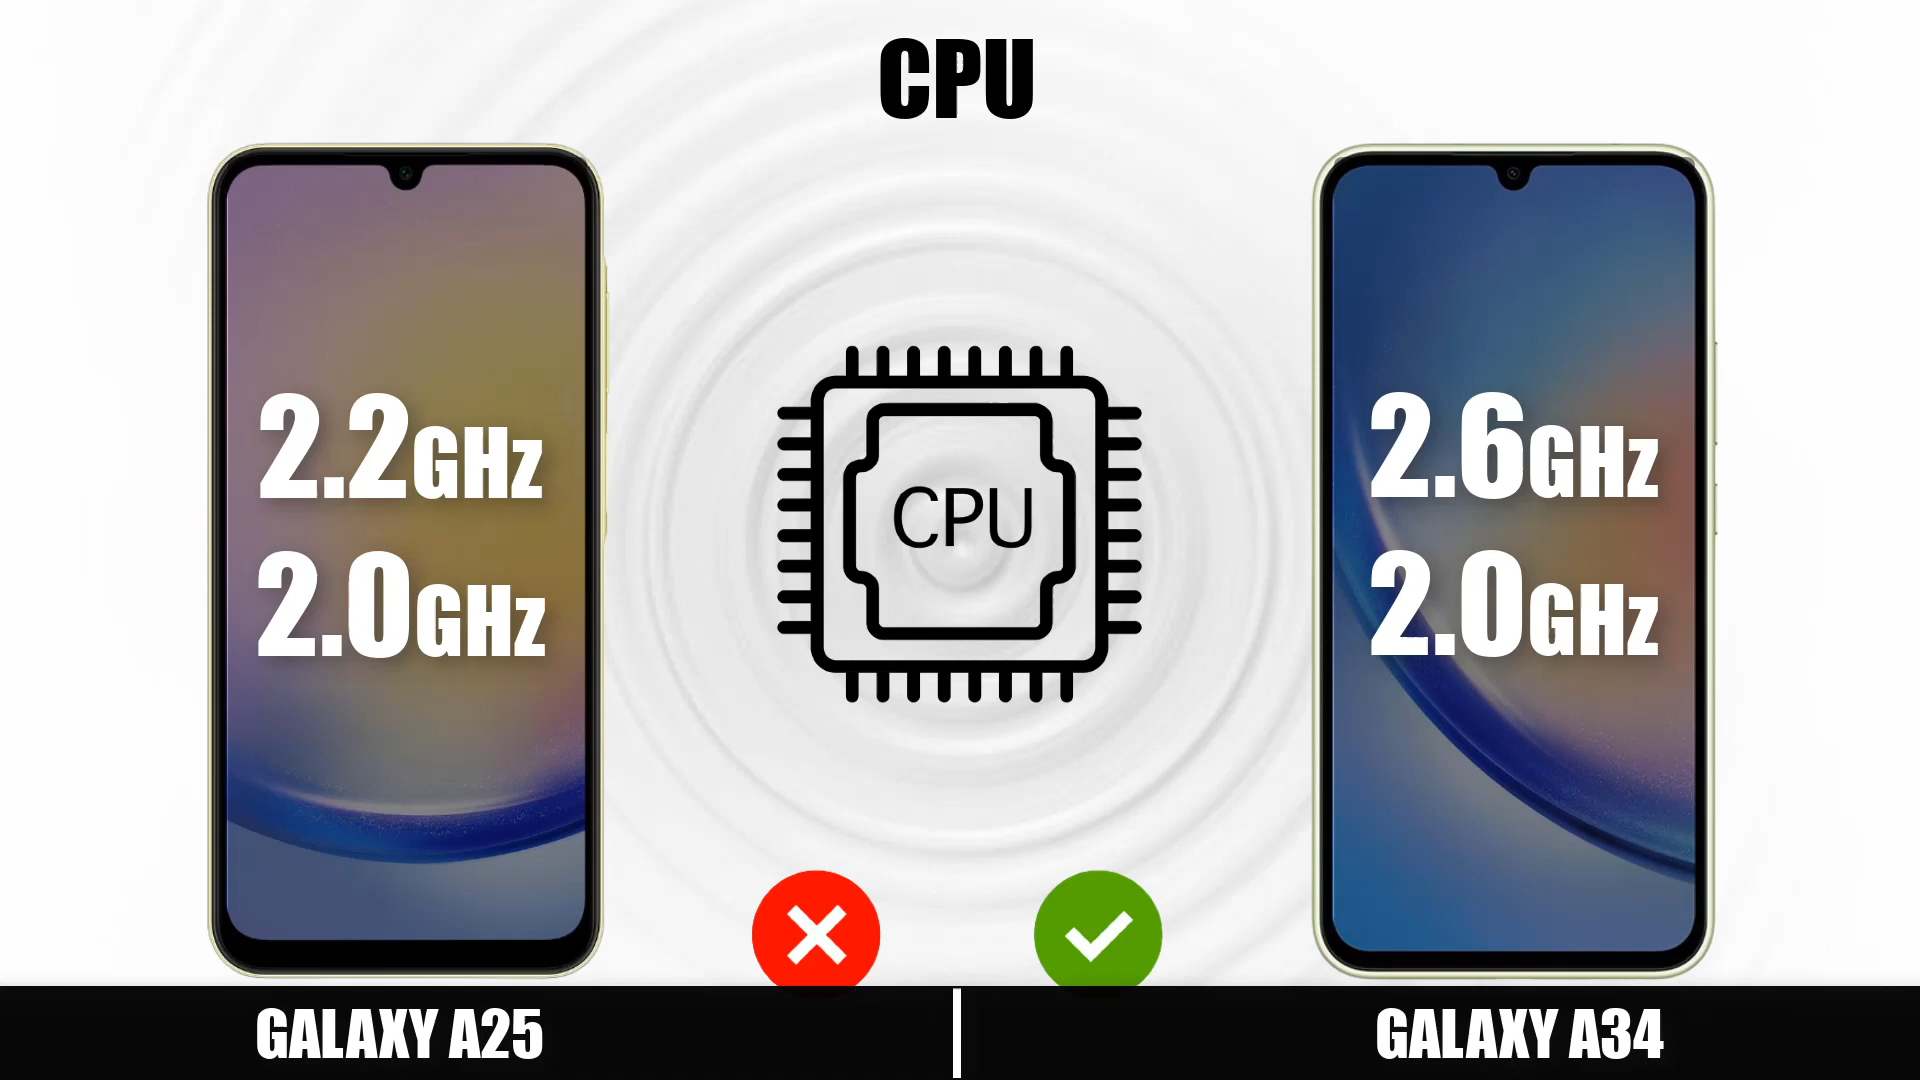 CPU
2.2GHz
2.0GHz
CPU
2.6GHz
2.0GHz
GALAXY A25
GALAXY A34